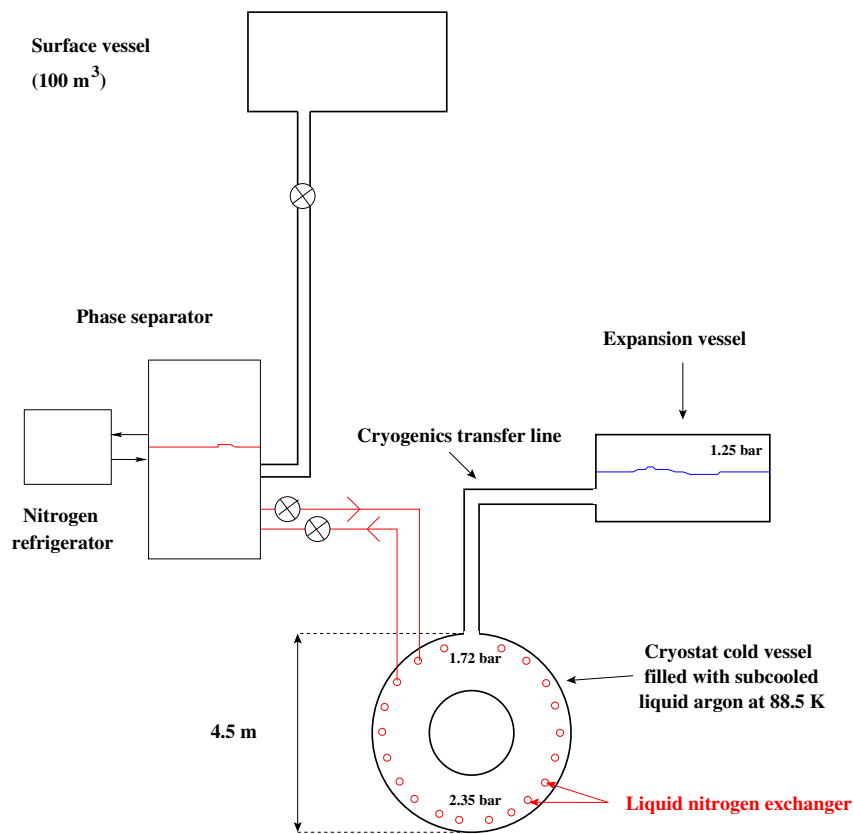 Surface vessel
(100 m³)
Phase separator
Expansion vessel
1.25 bar
Cryogenics transfer line
Nitrogen
refrigerator
1.72 bar
Cryostat cold vessel
filled with subcooled
liquid argon at 88.5 K
4.5 m
2.35 bar
Liquid nitrogen exchanger